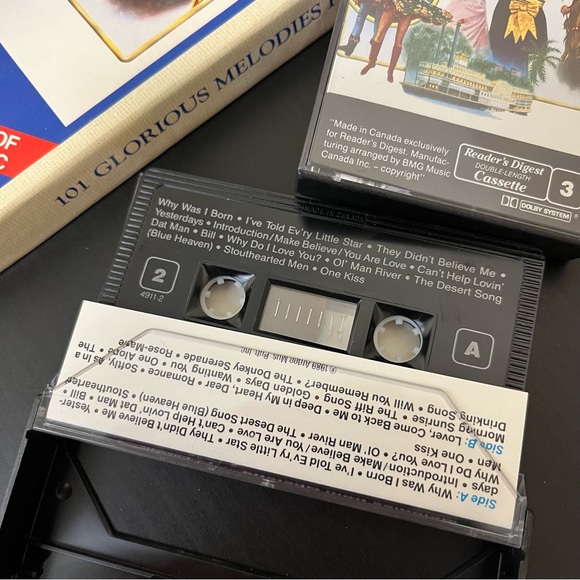 101 GLORIOUS MELODIES
OF
C
"Made in Canada exclusively
for Reader's Digest. Manufac-
turing arranged by BMG Music
Canada Inc. – copyright"
Reader's Digest
DOUBLE-LENGTH
Cassette
3
DOLBY SYSTEM
MADE IN CANADA
Why Was I Born • I've Told Ev'ry Little Star • They Didn't Believe Me •
Yesterdays • Introduction/Make Believe/You Are Love • Can't Help Lovin'
Dat Man • Bill • Why Do I Love You? • Ol' Man River • The Desert Song
(Blue Heaven) • Stouthearted Men • One Kiss
2
4911 2
A
Side A: Why Was I Born • I've Told Ev'ry Little Star • They Didn't Believe Me • Yester-
days • Introduction/Make Believe/You Are Love • Can't Help Lovin' Dat Man • Bill •
Why Do I Love You? • Ol' Man River • The Desert Song (Blue Heaven) • Stouthearted
Men • One Kiss
Side B: Lover, Come Back to Me • Deep in My Heart, Dear, Romance • Softly, As in a
Morning Sunrise • The Riff Song • Golden Days • Wanting You • One Alone • The
Drinking Song • Will You Remember? • The Donkey Serenade • Rose-Marie